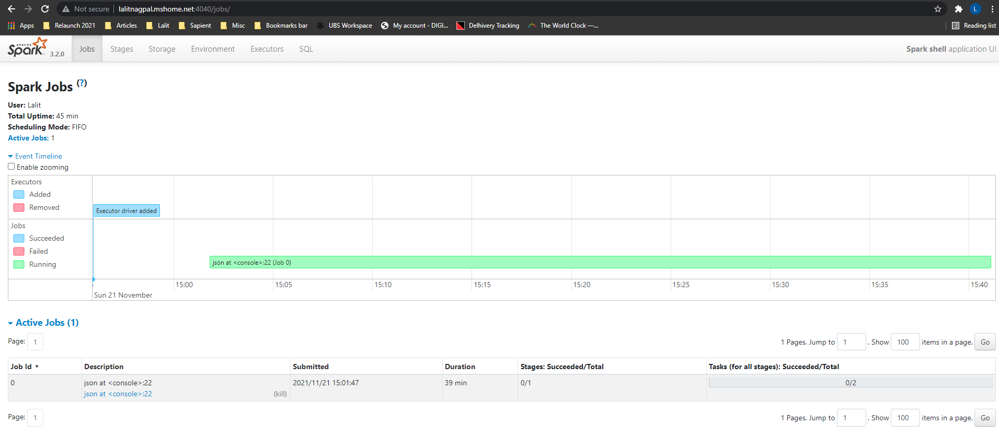 Not secure | lalitnagpal.mshome.net:4040/jobs/ L
Apps Relaunch 2021 Articles Lalit Sapient Misc Bookmarks bar UBS Workspace My account - DIGI... Delhivery Tracking The World Clock —... Reading list
APACHE Spark 3.2.0 Jobs Stages Storage Environment Executors SQL Spark shell application UI
Spark Jobs (?)
User: Lalit
Total Uptime: 45 min
Scheduling Mode: FIFO
Active Jobs: 1
Event Timeline
Enable zooming
Executors
Added
Removed
Executor driver added
Jobs
Succeeded
Failed
Running
json at <console>:22 (Job 0)
15:00 15:05 15:10 15:15 15:20 15:25 15:30 15:35 15:40
Sun 21 November
Active Jobs (1)
Page: 1 1 Pages. Jump to 1 . Show 100 items in a page. Go
Job Id ▾ Description Submitted Duration Stages: Succeeded/Total Tasks (for all stages): Succeeded/Total
0 json at <console>:22 2021/11/21 15:01:47 39 min 0/1 0/2
json at <console>:22 (kill)
Page: 1 1 Pages. Jump to 1 . Show 100 items in a page. Go